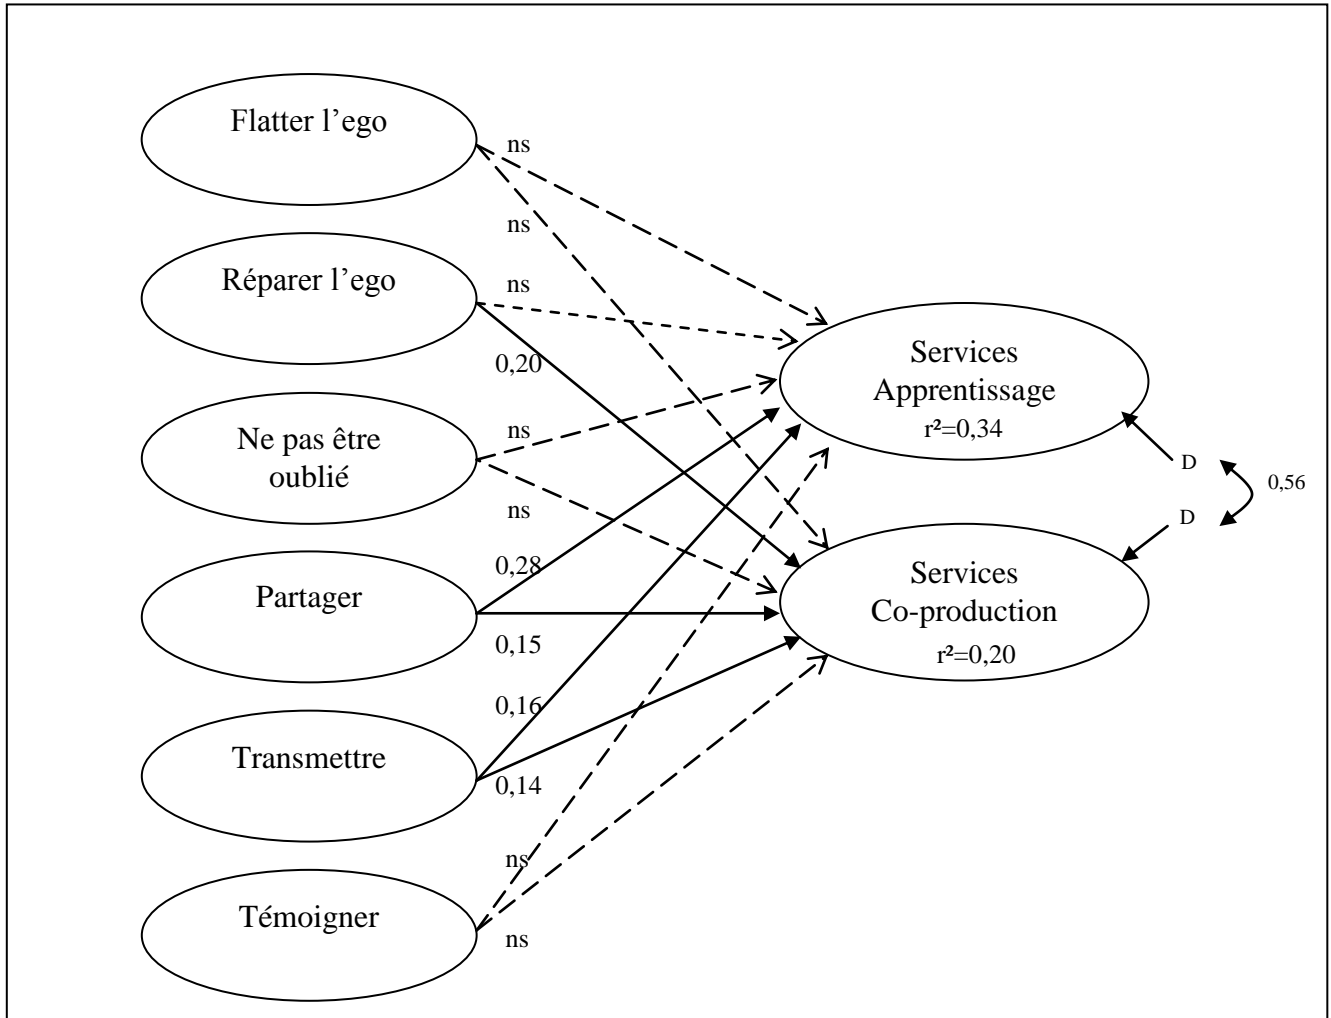 Flatter l’ego
ns
ns
Réparer l’ego
ns
0,20
Ne pas être
oublié
ns
ns
Partager
0,28
0,15
Transmettre
0,16
0,14
Témoigner
ns
ns
Services
Apprentissage
r²=0,34
D
0,56
D
Services
Co-production
r²=0,20